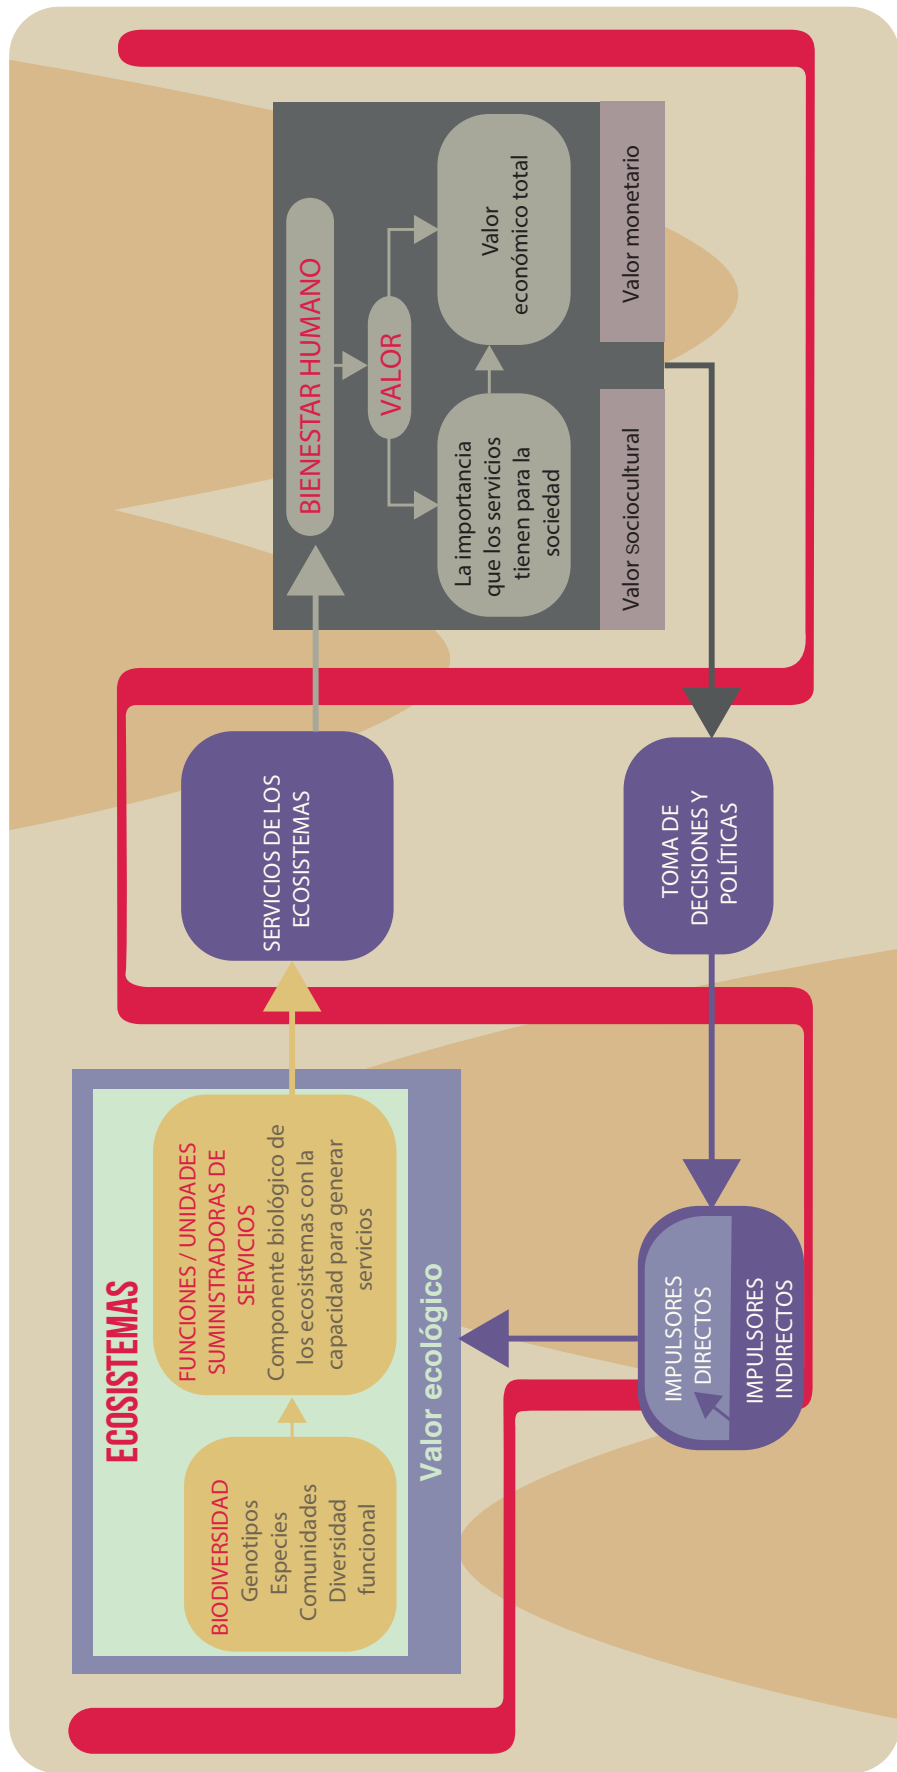 ECOSISTEMAS
BIODIVERSIDAD
Genotipos
Especies
Comunidades
Diversidad
funcional
FUNCIONES / UNIDADES
SUMINISTRADORAS DE
SERVICIOS
Componente biológico de
los ecosistemas con la
capacidad para generar
servicios
Valor ecológico
SERVICIOS DE LOS
ECOSISTEMAS
BIENESTAR HUMANO
VALOR
La importancia
que los servicios
tienen para la
sociedad
Valor
económico total
Valor sociocultural
Valor monetario
TOMA DE
DECISIONES Y
POLÍTICAS
IMPULSORES
DIRECTOS
IMPULSORES
INDIRECTOS